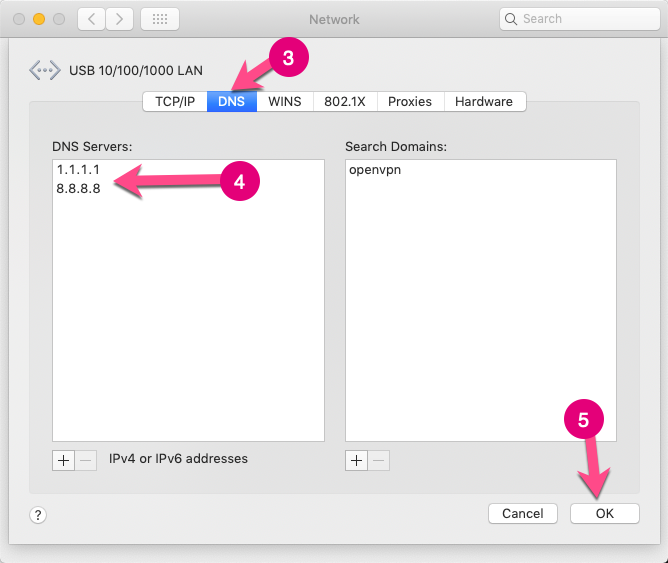 Network
Search
USB 10/100/1000 LAN
3
TCP/IP DNS WINS 802.1X Proxies Hardware
DNS Servers:
1.1.1.1
8.8.8.8
4
IPv4 or IPv6 addresses
Search Domains:
openvpn
5
?
Cancel
OK